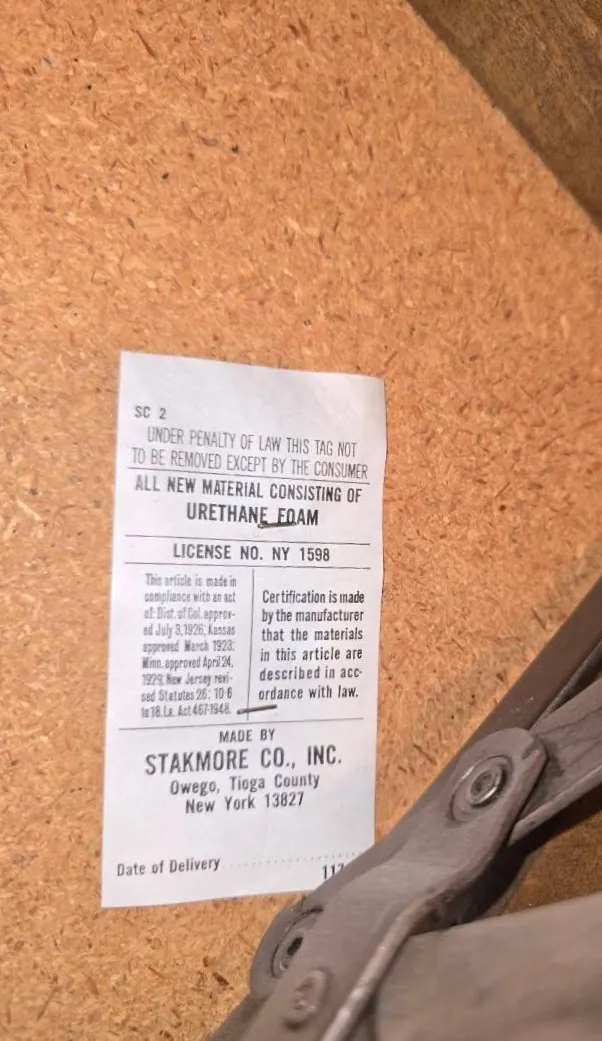 SC 2
UNDER PENALTY OF LAW THIS TAG NOT
TO BE REMOVED EXCEPT BY THE CONSUMER
ALL NEW MATERIAL CONSISTING OF
URETHANE FOAM
LICENSE NO. NY 1598
This article is made in
compliance with an act
of: Dist. of Col. approv-
ed July 3, 1926; Kansas
approved March 1923:
Minn. approved April 24,
1929: New Jersey revi-
sed Statutes 26: 10-6
to 18. La. Act 467-1948.
Certification is made
by the manufacturer
that the materials
in this article are
described in acc-
ordance with law.
MADE BY
STAKMORE CO., INC.
Owego, Tioga County
New York 13827
Date of Delivery